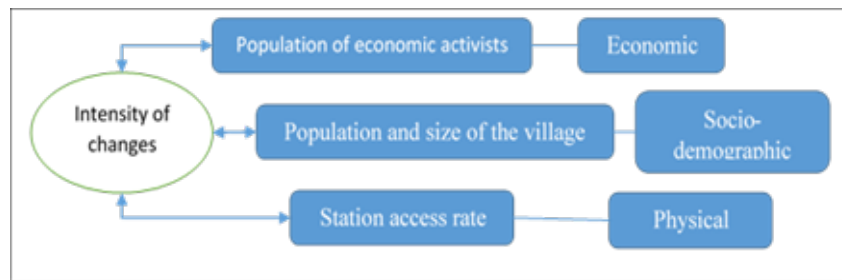 Population of economic activists
Economic
Intensity of
changes
Population and size of the village
Socio-
demographic
Station access rate
Physical